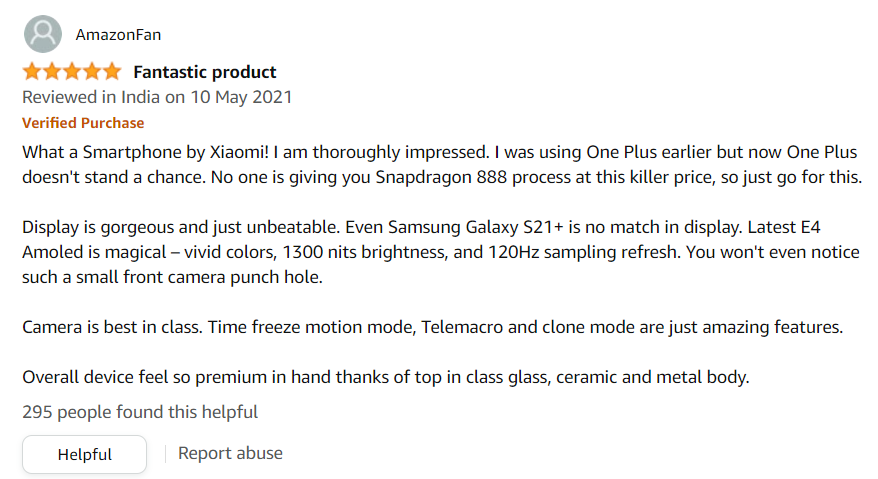 AmazonFan
Fantastic product
Reviewed in India on 10 May 2021
Verified Purchase
What a Smartphone by Xiaomi! I am thoroughly impressed. I was using One Plus earlier but now One Plus
doesn't stand a chance. No one is giving you Snapdragon 888 process at this killer price, so just go for this.
Display is gorgeous and just unbeatable. Even Samsung Galaxy S21+ is no match in display. Latest E4
Amoled is magical – vivid colors, 1300 nits brightness, and 120Hz sampling refresh. You won't even notice
such a small front camera punch hole.
Camera is best in class. Time freeze motion mode, Telemacro and clone mode are just amazing features.
Overall device feel so premium in hand thanks of top in class glass, ceramic and metal body.
295 people found this helpful
Helpful
Report abuse